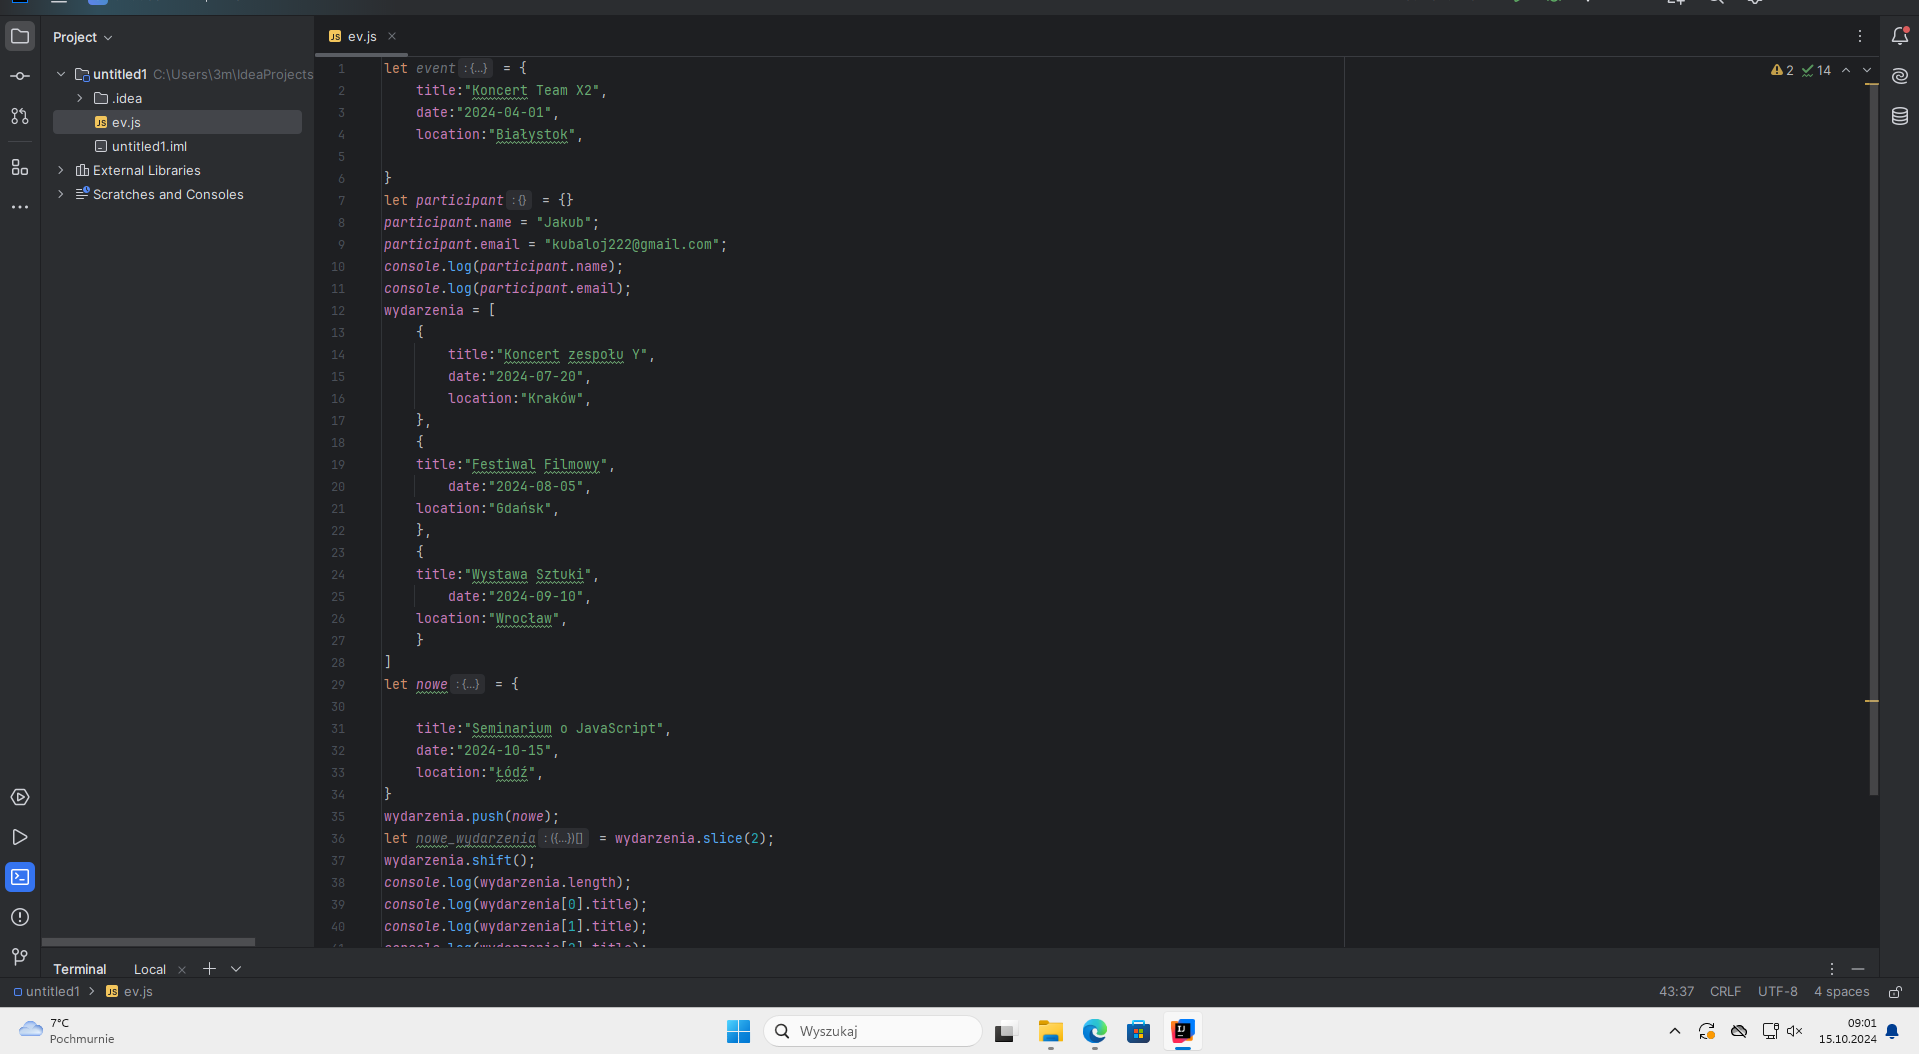 Project
untitled1 C:\Users\3m\IdeaProjects
.idea
JS ev.js
untitled1.iml
External Libraries
Scratches and Consoles
JS ev.js
2 14
1 let event :{...} = {
2 title:"Koncert Team X2",
3 date:"2024-04-01",
4 location:"Białystok",
5
6 }
7 let participant :{} = {}
8 participant.name = "Jakub";
9 participant.email = "kubaloj222@gmail.com";
10 console.log(participant.name);
11 console.log(participant.email);
12 wydarzenia = [
13 {
14 title:"Koncert zespołu Y",
15 date:"2024-07-20",
16 location:"Kraków",
17 },
18 {
19 title:"Festiwal Filmowy",
20 date:"2024-08-05",
21 location:"Gdańsk",
22 },
23 {
24 title:"Wystawa Sztuki",
25 date:"2024-09-10",
26 location:"Wrocław",
27 }
28 ]
29 let nowe :{...} = {
30
31 title:"Seminarium o JavaScript",
32 date:"2024-10-15",
33 location:"Łódź",
34 }
35 wydarzenia.push(nowe);
36 let nowe_wydarzenia :({...})[] = wydarzenia.slice(2);
37 wydarzenia.shift();
38 console.log(wydarzenia.length);
39 console.log(wydarzenia[0].title);
40 console.log(wydarzenia[1].title);
Terminal Local
untitled1 > JS ev.js
43:37 CRLF UTF-8 4 spaces
7°C
Pochmurnie
Wyszukaj
IJ
09:01
15.10.2024